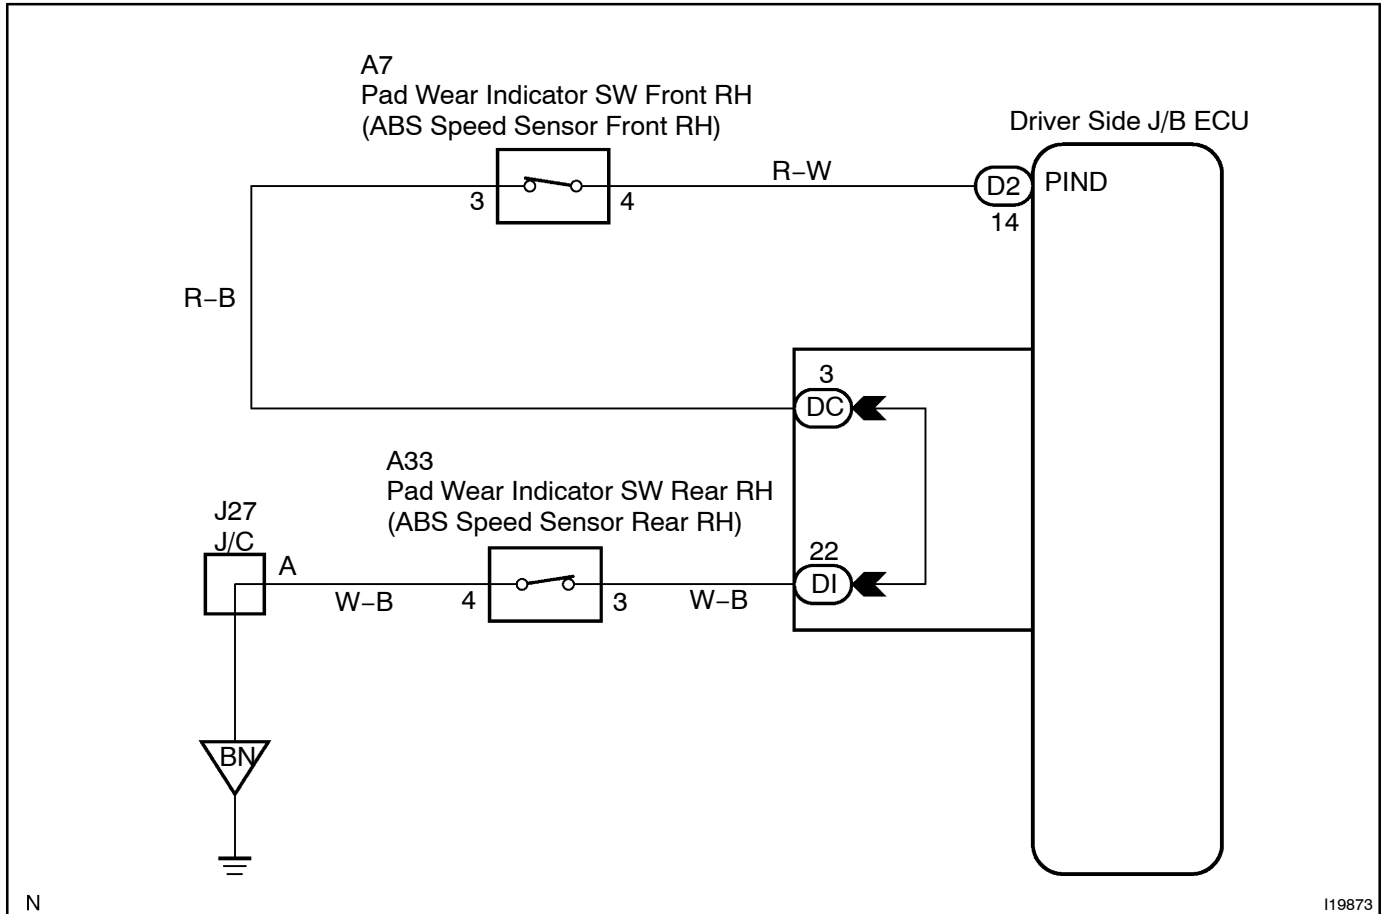 A7
Pad Wear Indicator SW Front RH
(ABS Speed Sensor Front RH)
Driver Side J/B ECU
R−W
D2
PIND
3
4
14
R−B
3
DC
A33
Pad Wear Indicator SW Rear RH
(ABS Speed Sensor Rear RH)
J27
J/C
22
A
DI
W−B
4
3
W−B
BN
N
I19873